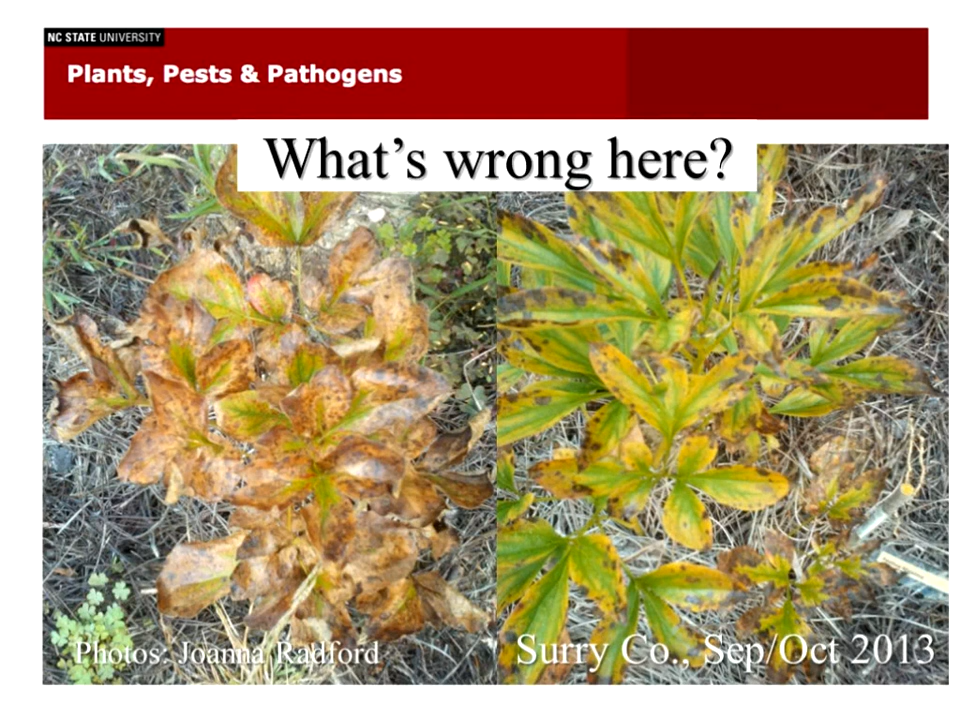 NC STATE UNIVERSITY
Plants, Pests & Pathogens
What's wrong here?
Photos: Joanna Radford
Surry Co., Sep/Oct 2013